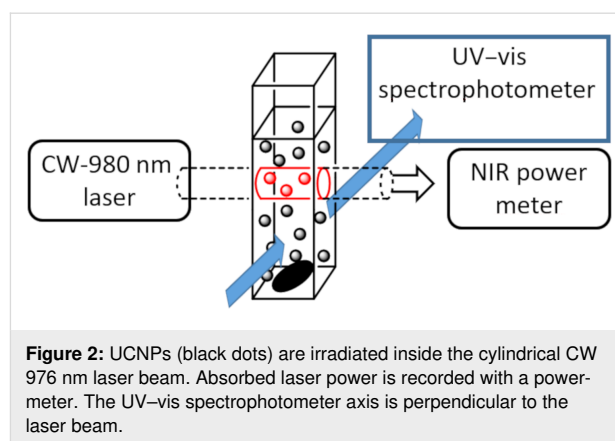 UV–vis
spectrophotometer
CW-980 nm
laser
NIR power
meter
Figure 2: UCNPs (black dots) are irradiated inside the cylindrical CW
976 nm laser beam. Absorbed laser power is recorded with a power-
meter. The UV–vis spectrophotometer axis is perpendicular to the
laser beam.